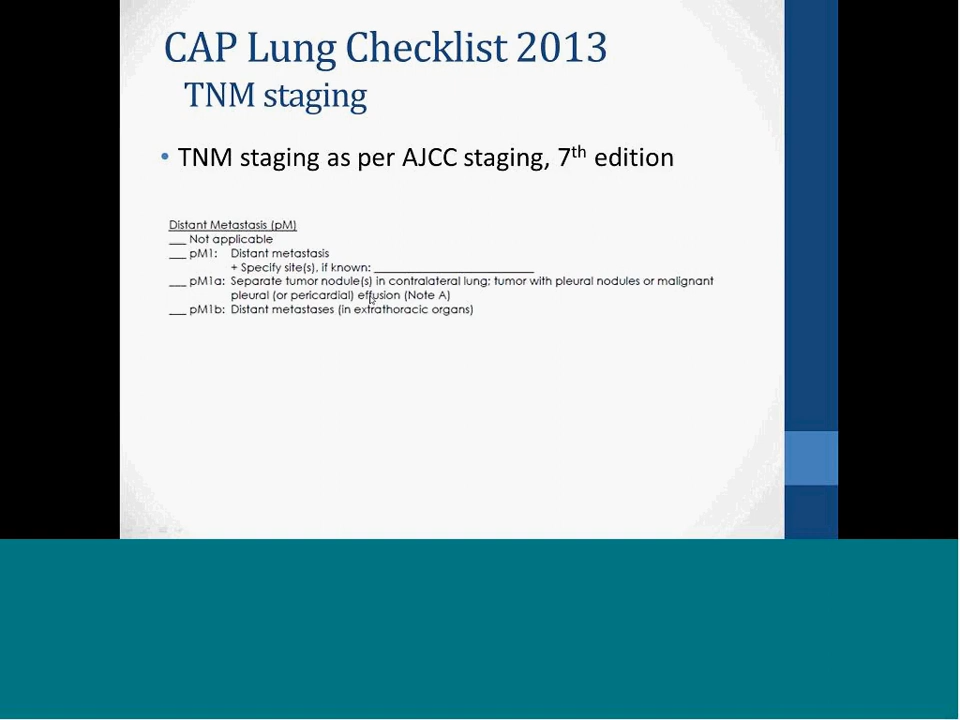 CAP Lung Checklist 2013
TNM staging
• TNM staging as per AJCC staging, 7th edition
Distant Metastasis (pM)
___ Not applicable
___ pM1: Distant metastasis
+ Specify site(s), if known: ________________________
___ pM1a: Separate tumor nodule(s) in contralateral lung; tumor with pleural nodules or malignant
pleural (or pericardial) effusion (Note A)
___ pM1b: Distant metastases (in extrathoracic organs)